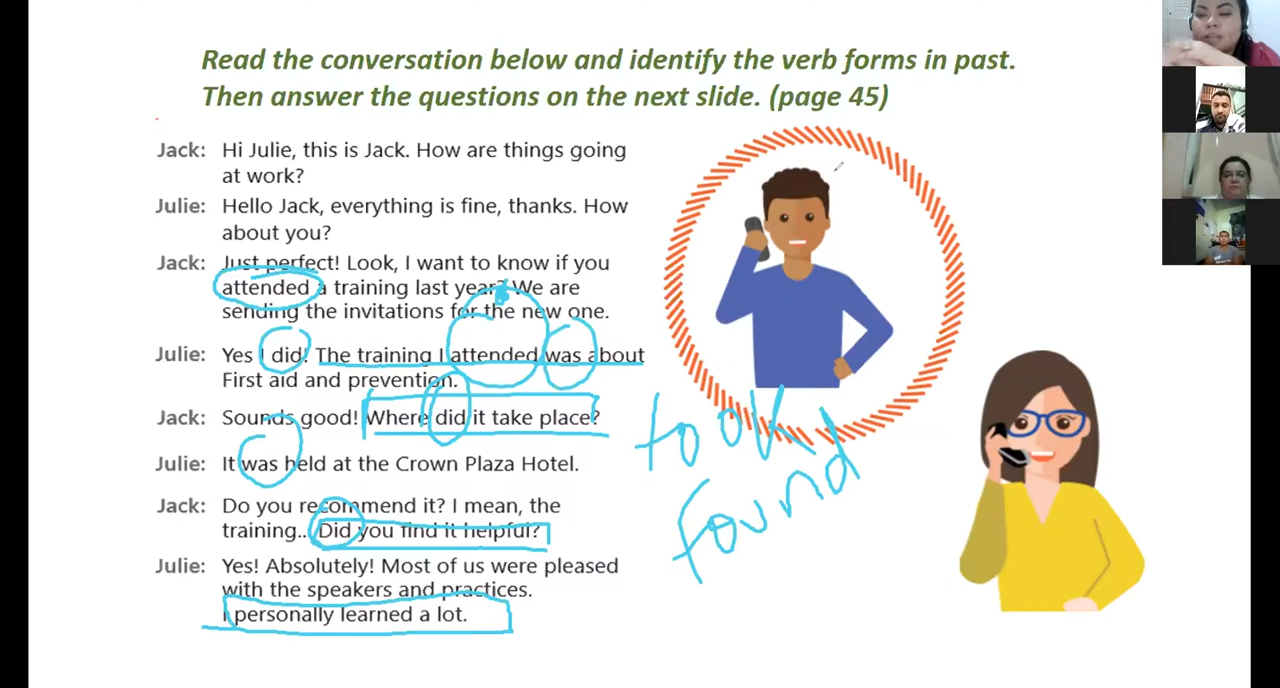 Read the conversation below and identify the verb forms in past.
Then answer the questions on the next slide. (page 45)
Jack: Hi Julie, this is Jack. How are things going
at work?
Julie: Hello Jack, everything is fine, thanks. How
about you?
Jack: Just perfect! Look, I want to know if you
attended a training last year? We are
sending the invitations for the new one.
Julie: Yes I did! The training I attended was about
First aid and prevention.
Jack: Sounds good! Where did it take place?
Julie: It was held at the Crown Plaza Hotel.
Jack: Do you recommend it? I mean, the
training... Did you find it helpful?
Julie: Yes! Absolutely! Most of us were pleased
with the speakers and practices.
I personally learned a lot.
took
found